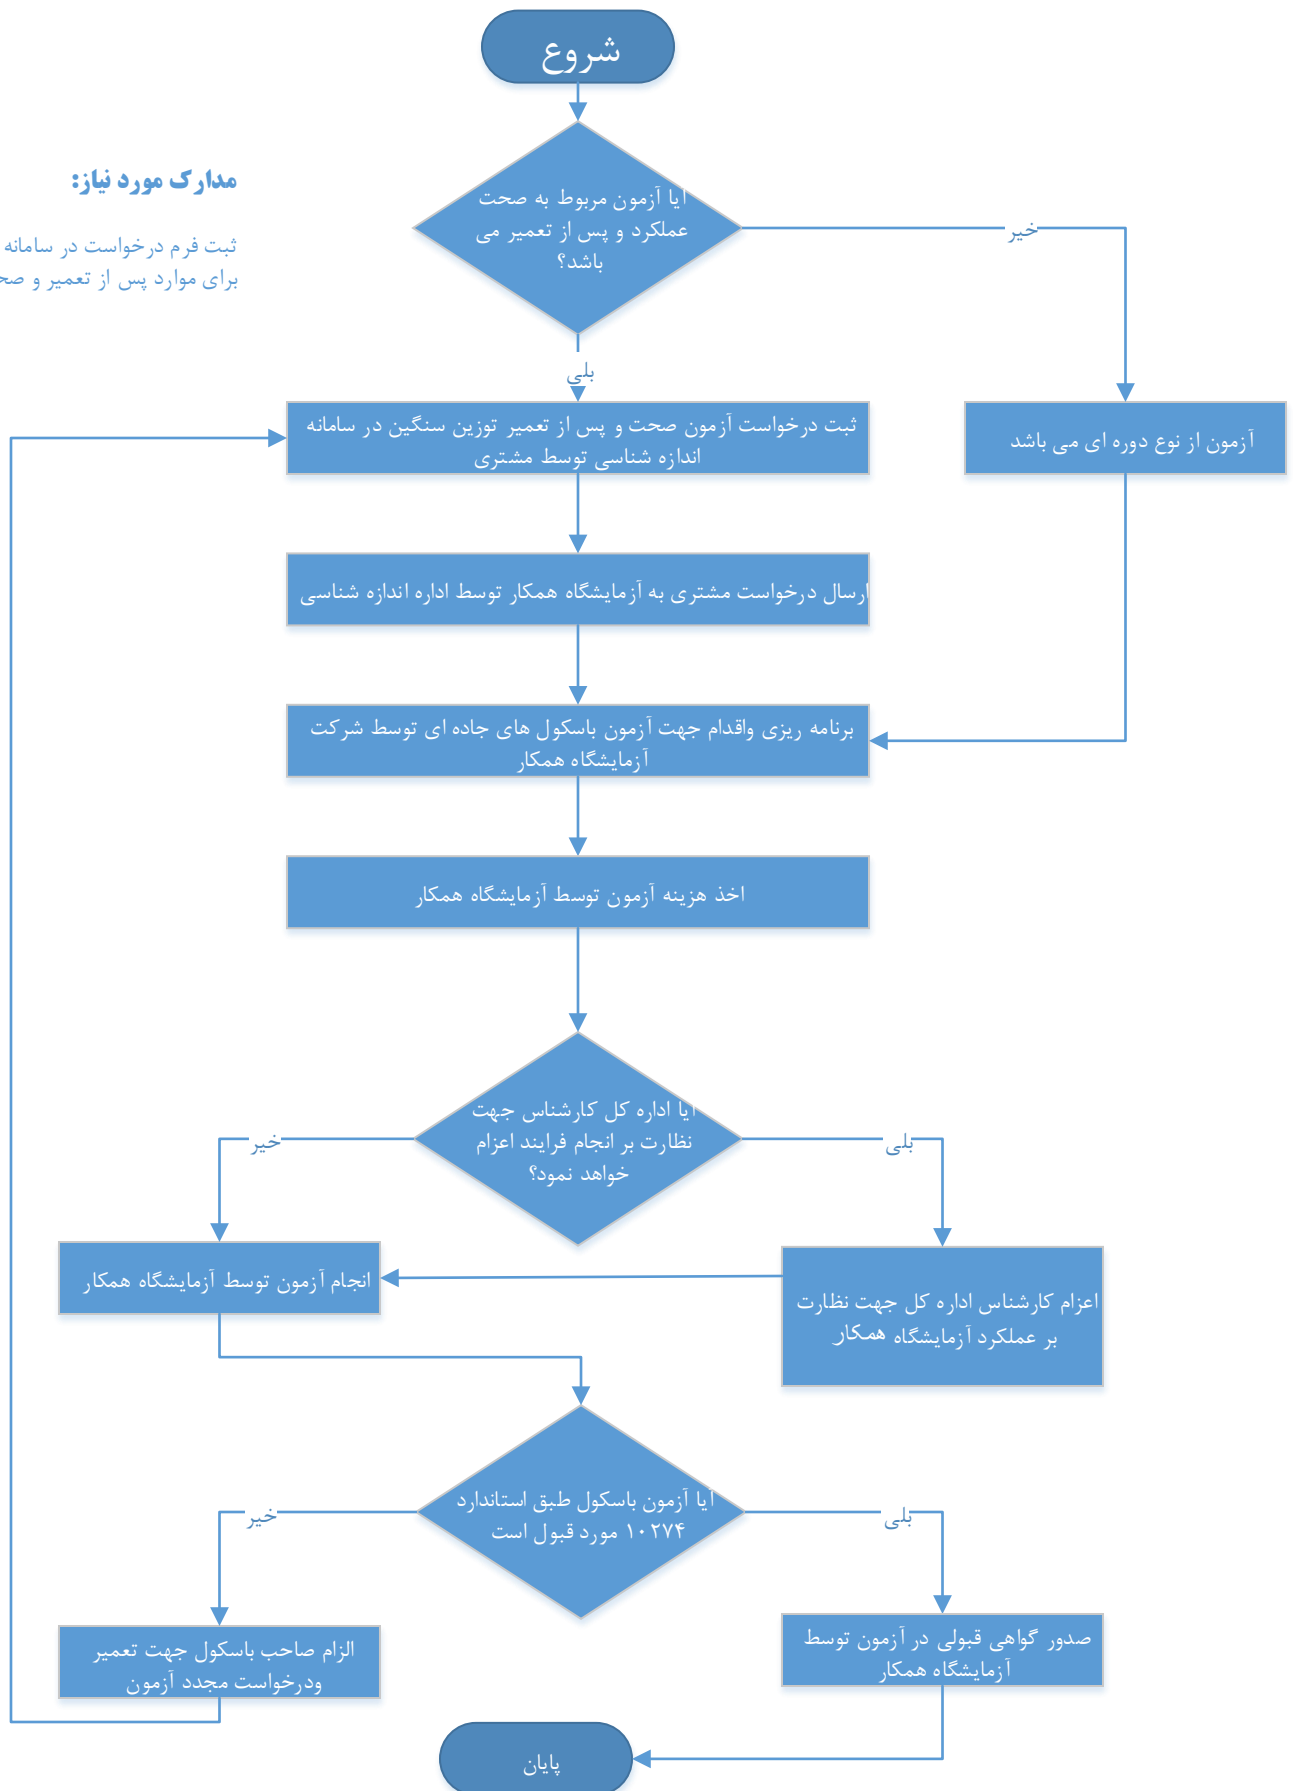 شروع
مدارک مورد نیاز:
ثبت فرم درخواست در سامانه
برای موارد پس از تعمیر و
آیا آزمون مربوط به صحت
عملکرد و پس از تعمیر می
باشد؟
خیر
بلی
ثبت درخواست آزمون صحت و پس از تعمیر توزین سنگین در سامانه
اندازه شناسی توسط مشتری
آزمون از نوع دوره ای می باشد
ارسال درخواست مشتری به آزمایشگاه همکار توسط اداره اندازه شناسی
برنامه ریزی واقدام جهت آزمون باسکول های جاده ای توسط شرکت
آزمایشگاه همکار
اخذ هزینه آزمون توسط آزمایشگاه همکار
آیا اداره کل کارشناس جهت
نظارت بر انجام فرایند اعزام
خواهد نمود؟
بلی
خیر
انجام آزمون توسط آزمایشگاه همکار
اعزام کارشناس اداره کل جهت نظارت
بر عملکرد آزمایشگاه همکار
آیا آزمون باسکول طبق استاندارد
۱۰۲۷۴ مورد قبول است
بلی
خیر
صدور گواهی قبولی در آزمون توسط
آزمایشگاه همکار
الزام صاحب باسکول جهت تعمیر
ودرخواست مجدد آزمون
پایان